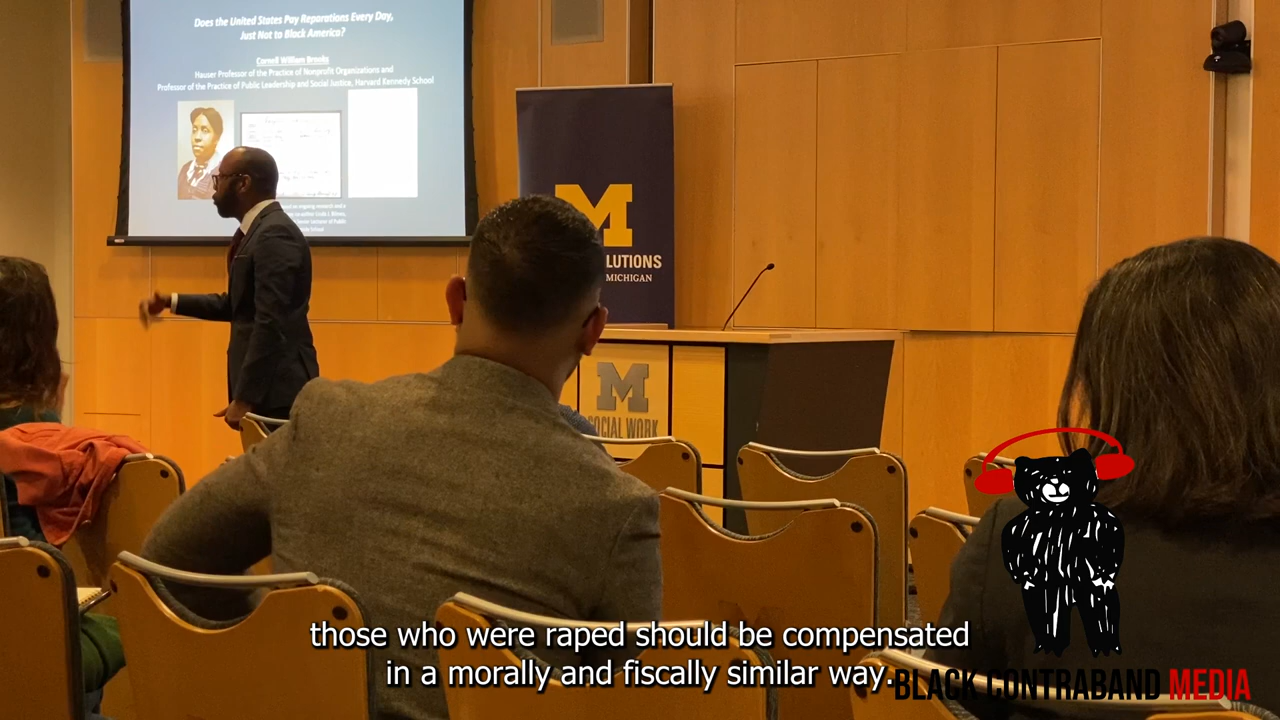 Does the United States Pay Reparations Every Day,
Just Not to Black America?
Cornell William Brooks
Hauser Professor of the Practice of Nonprofit Organizations and
Professor of the Practice of Public Leadership and Social Justice, Harvard Kennedy School
M
LUTIONS
MICHIGAN
M
SOCIAL WORK
those who were raped should be compensated
in a morally and fiscally similar way.
BLACK CONTRABAND MEDIA